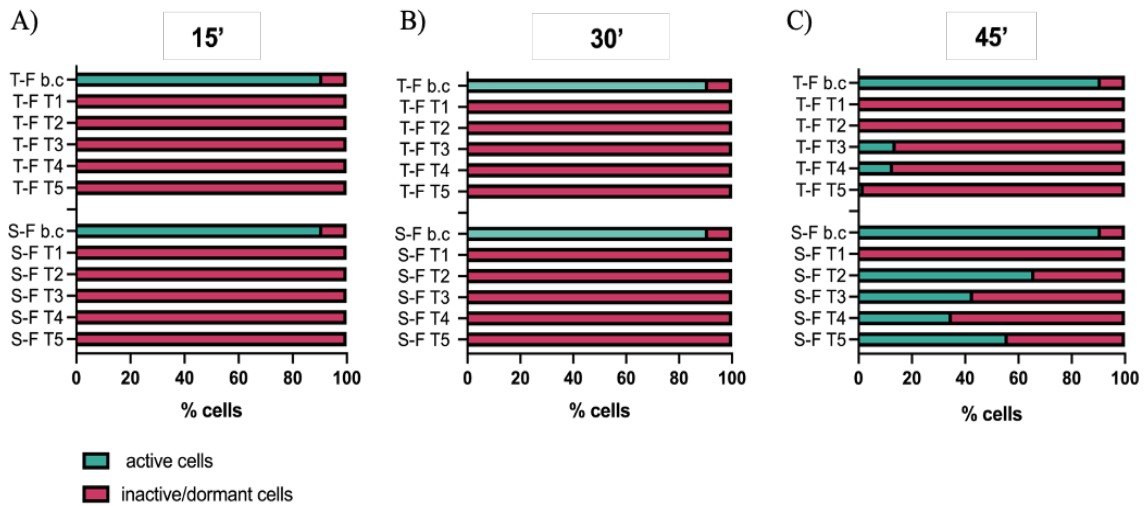 A)
15’
T-F b.c
T-F T1
T-F T2
T-F T3
T-F T4
T-F T5
S-F b.c
S-F T1
S-F T2
S-F T3
S-F T4
S-F T5
0 20 40 60 80 100
% cells
B)
30’
T-F b.c
T-F T1
T-F T2
T-F T3
T-F T4
T-F T5
S-F b.c
S-F T1
S-F T2
S-F T3
S-F T4
S-F T5
0 20 40 60 80 100
% cells
C)
45’
T-F b.c
T-F T1
T-F T2
T-F T3
T-F T4
T-F T5
S-F b.c
S-F T1
S-F T2
S-F T3
S-F T4
S-F T5
0 20 40 60 80 100
% cells
active cells
inactive/dormant cells